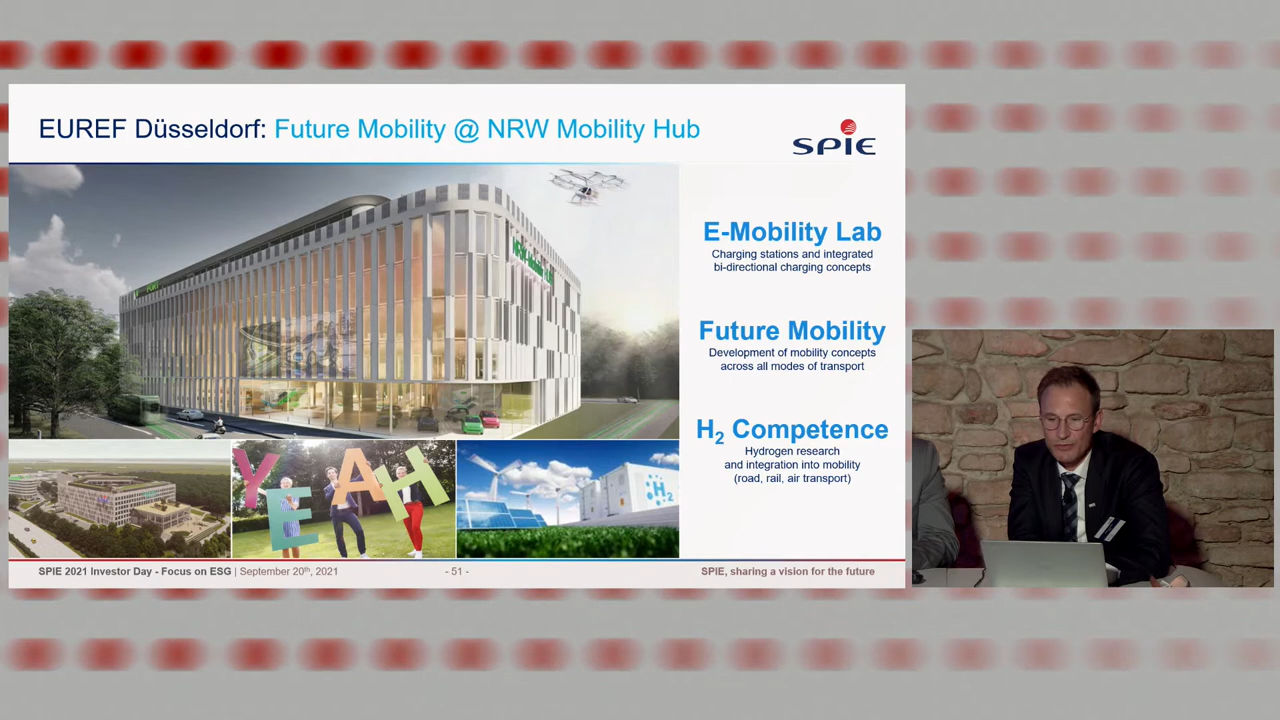 EUREF Düsseldorf: Future Mobility @ NRW Mobility Hub
SPIE
E-Mobility Lab
Charging stations and integrated
bi-directional charging concepts
Future Mobility
Development of mobility concepts
across all modes of transport
H₂ Competence
Hydrogen research
and integration into mobility
(road, rail, air transport)
YEAH
H₂
SPIE 2021 Investor Day - Focus on ESG | September 20th, 2021
- 51 -
SPIE, sharing a vision for the future